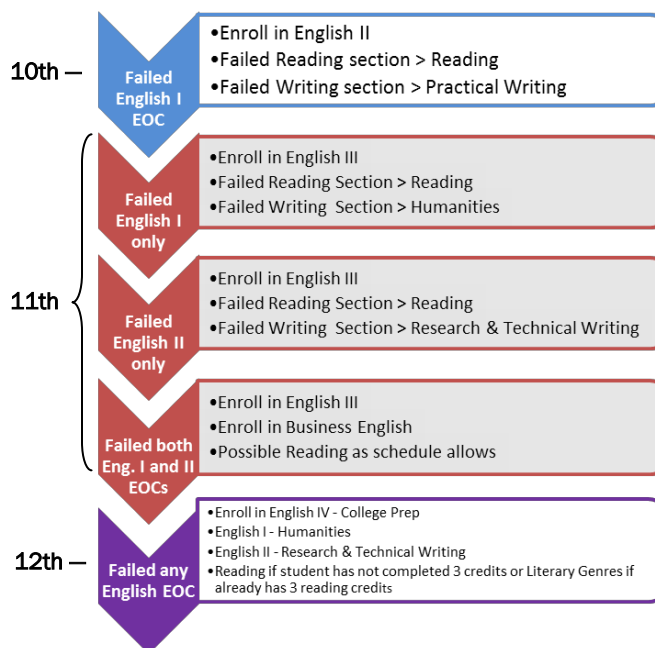 10th –
Failed
English I
EOC
•Enroll in English II
•Failed Reading section > Reading
•Failed Writing section > Practical Writing
11th
Failed
English I
only
•Enroll in English III
•Failed Reading Section > Reading
•Failed Writing Section > Humanities
Failed
English II
only
•Enroll in English III
•Failed Reading Section > Reading
•Failed Writing Section > Research & Technical Writing
Failed both
Eng. I and II
EOCs
•Enroll in English III
•Enroll in Business English
•Possible Reading as schedule allows
12th –
Failed any
English EOC
•Enroll in English IV - College Prep
•English I - Humanities
•English II - Research & Technical Writing
•Reading if student has not completed 3 credits or Literary Genres if
already has 3 reading credits